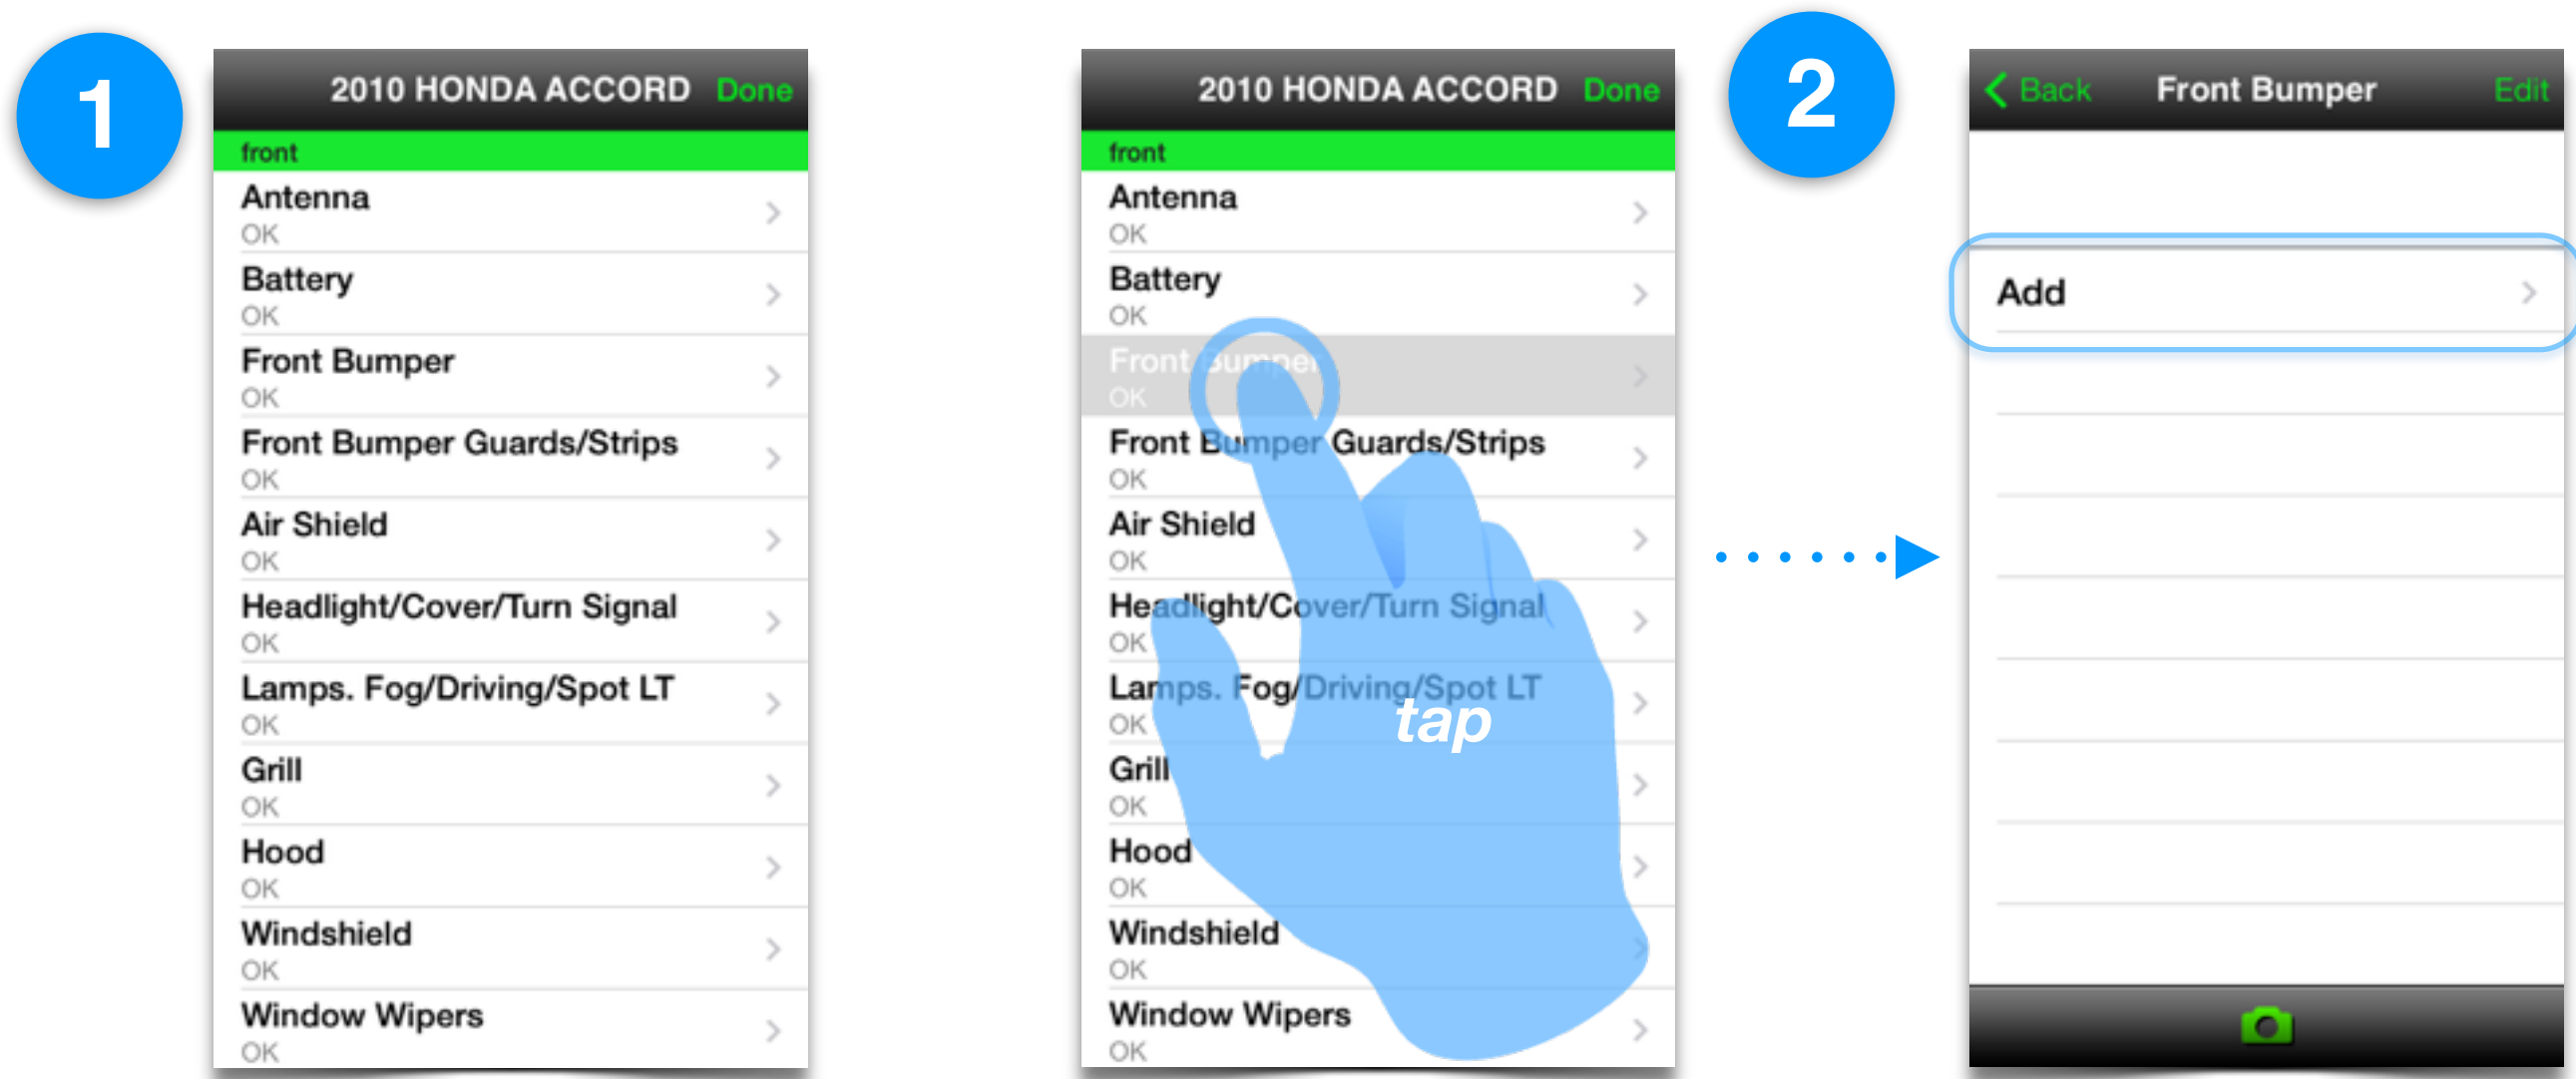 1
2010 HONDA ACCORD Done
front
Antenna
OK
Battery
OK
Front Bumper
OK
Front Bumper Guards/Strips
OK
Air Shield
OK
Headlight/Cover/Turn Signal
OK
Lamps. Fog/Driving/Spot LT
OK
Grill
OK
Hood
OK
Windshield
OK
Window Wipers
OK
2010 HONDA ACCORD Done
front
Antenna
OK
Battery
OK
Front Bumper
OK
Front Bumper Guards/Strips
OK
Air Shield
OK
Headlight/Cover/Turn Signal
OK
Lamps. Fog/Driving/Spot LT
OK
tap
Grill
OK
Hood
OK
Windshield
OK
Window Wipers
OK
2
Back Front Bumper Edit
Add